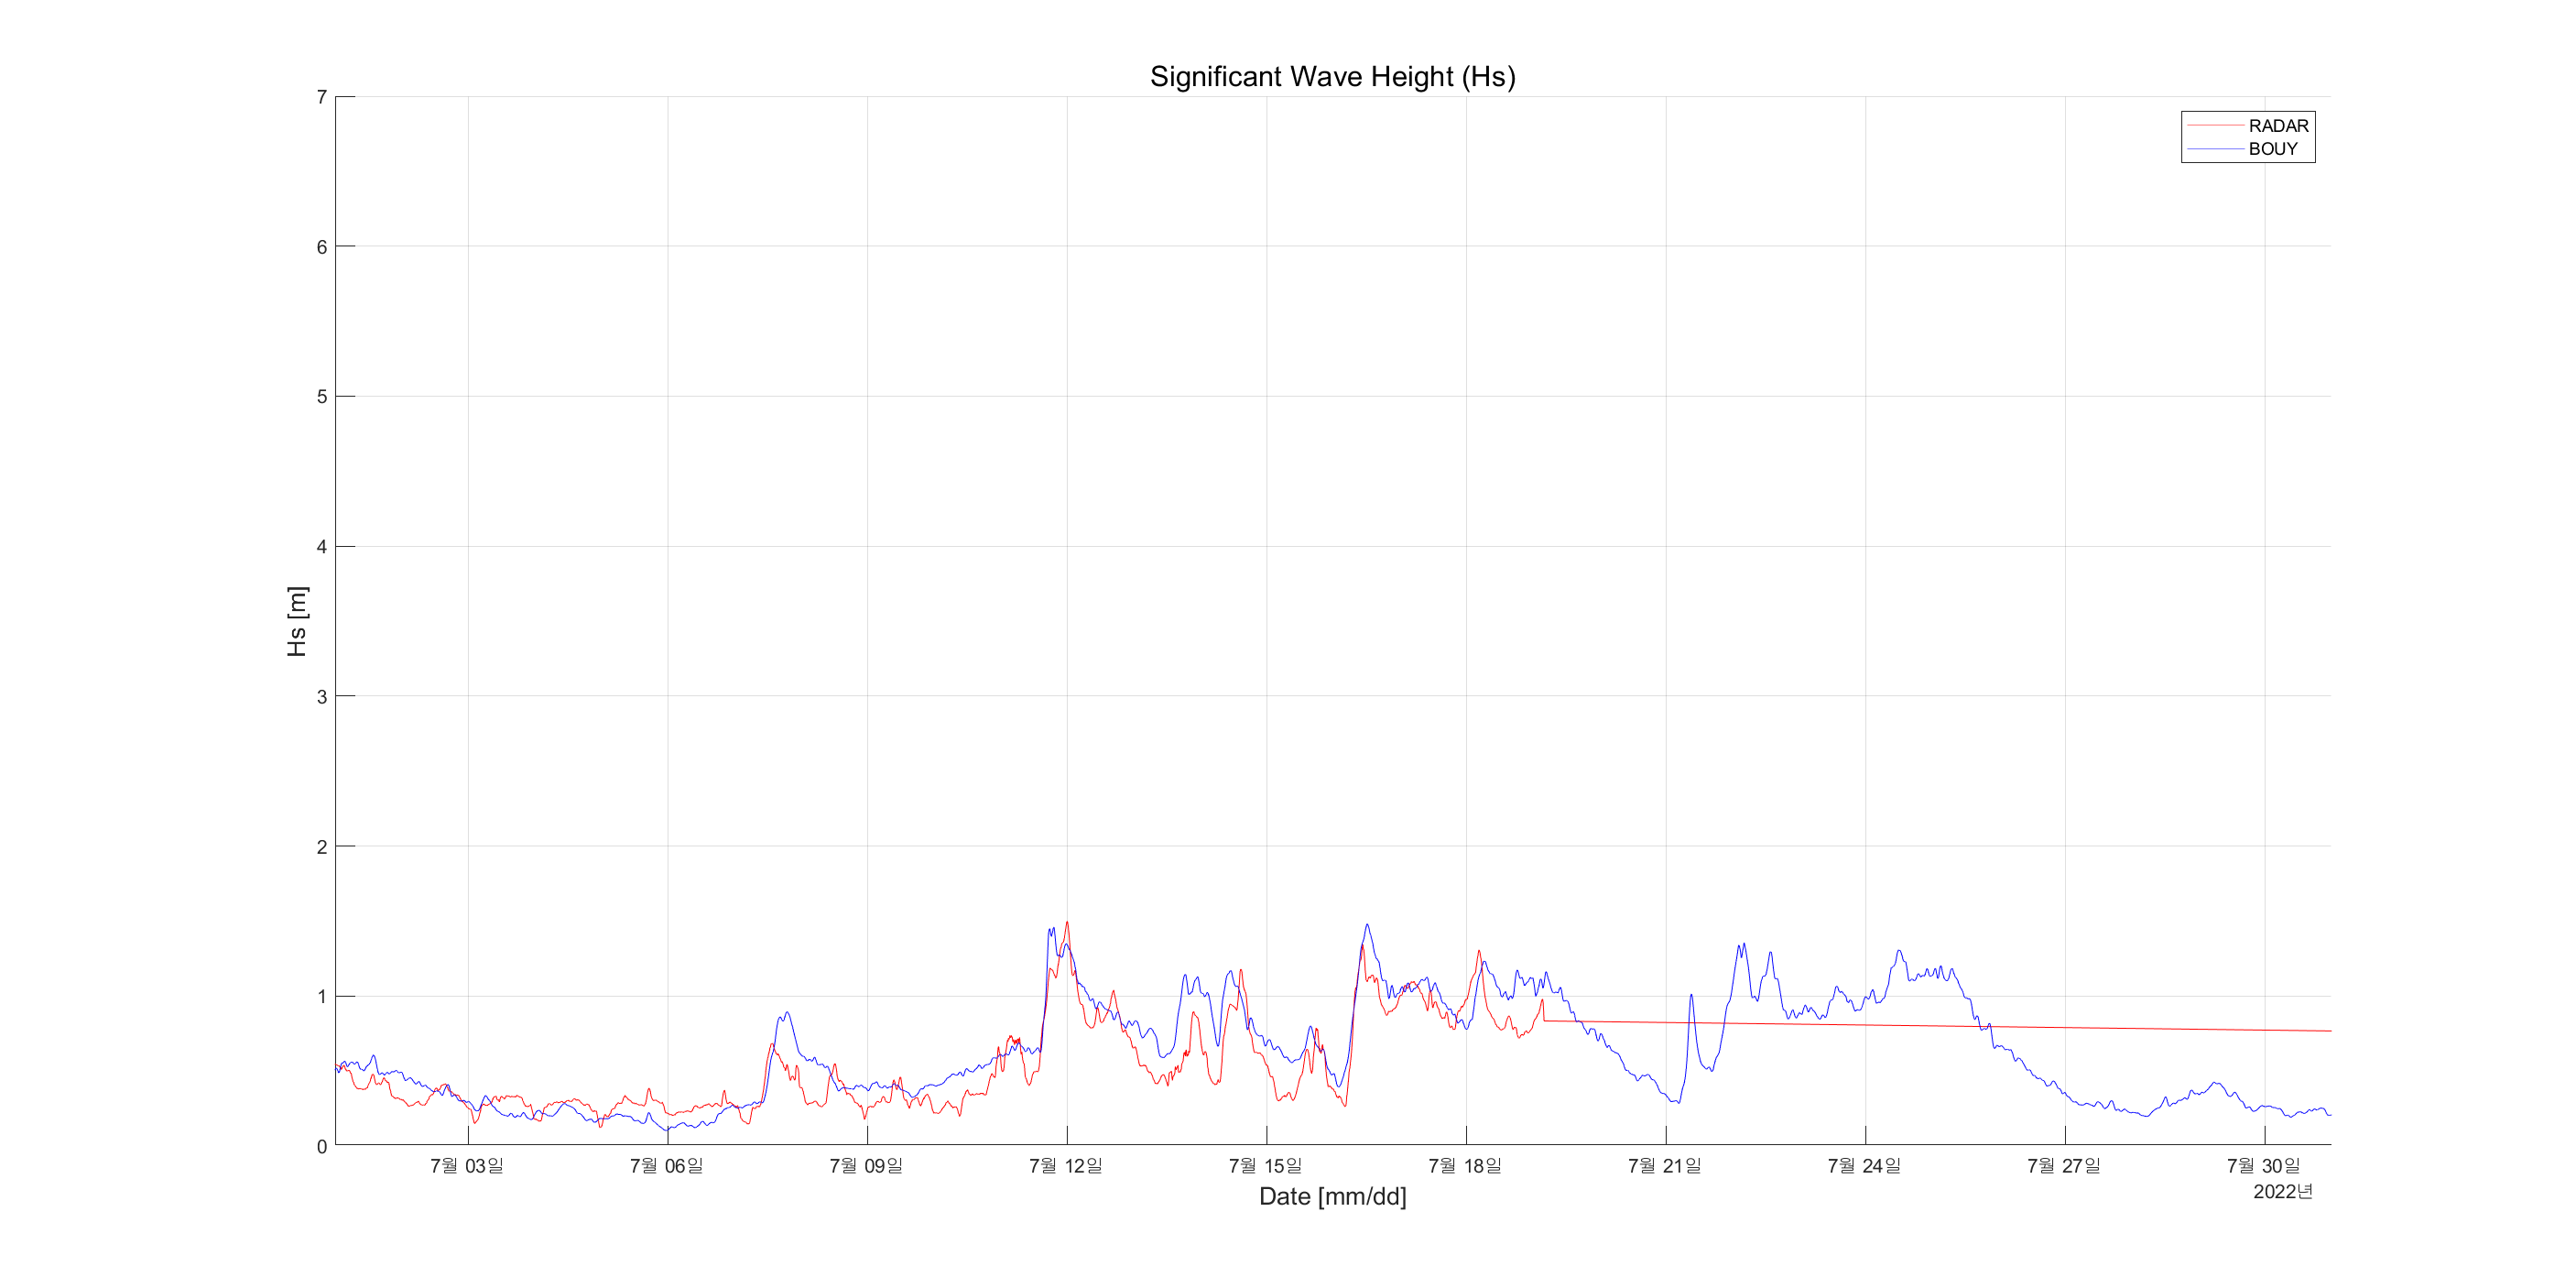 Significant Wave Height (Hs)
RADAR
BOUY
7
6
5
4
3
2
1
0
Hs [m]
7월 03일
7월 06일
7월 09일
7월 12일
7월 15일
7월 18일
7월 21일
7월 24일
7월 27일
7월 30일
2022년
Date [mm/dd]